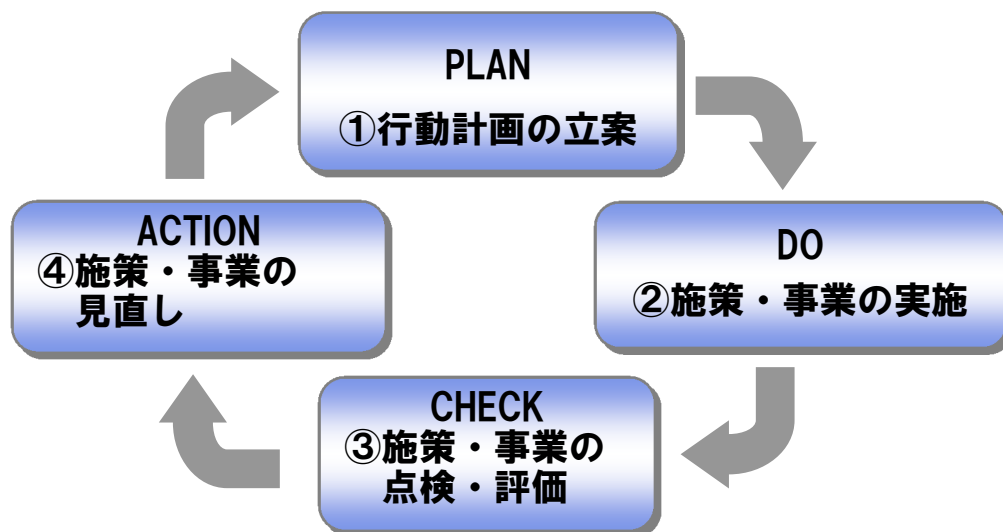 PLAN
①行動計画の立案
DO
②施策・事業の実施
CHECK
③施策・事業の
点検・評価
ACTION
④施策・事業の
見直し